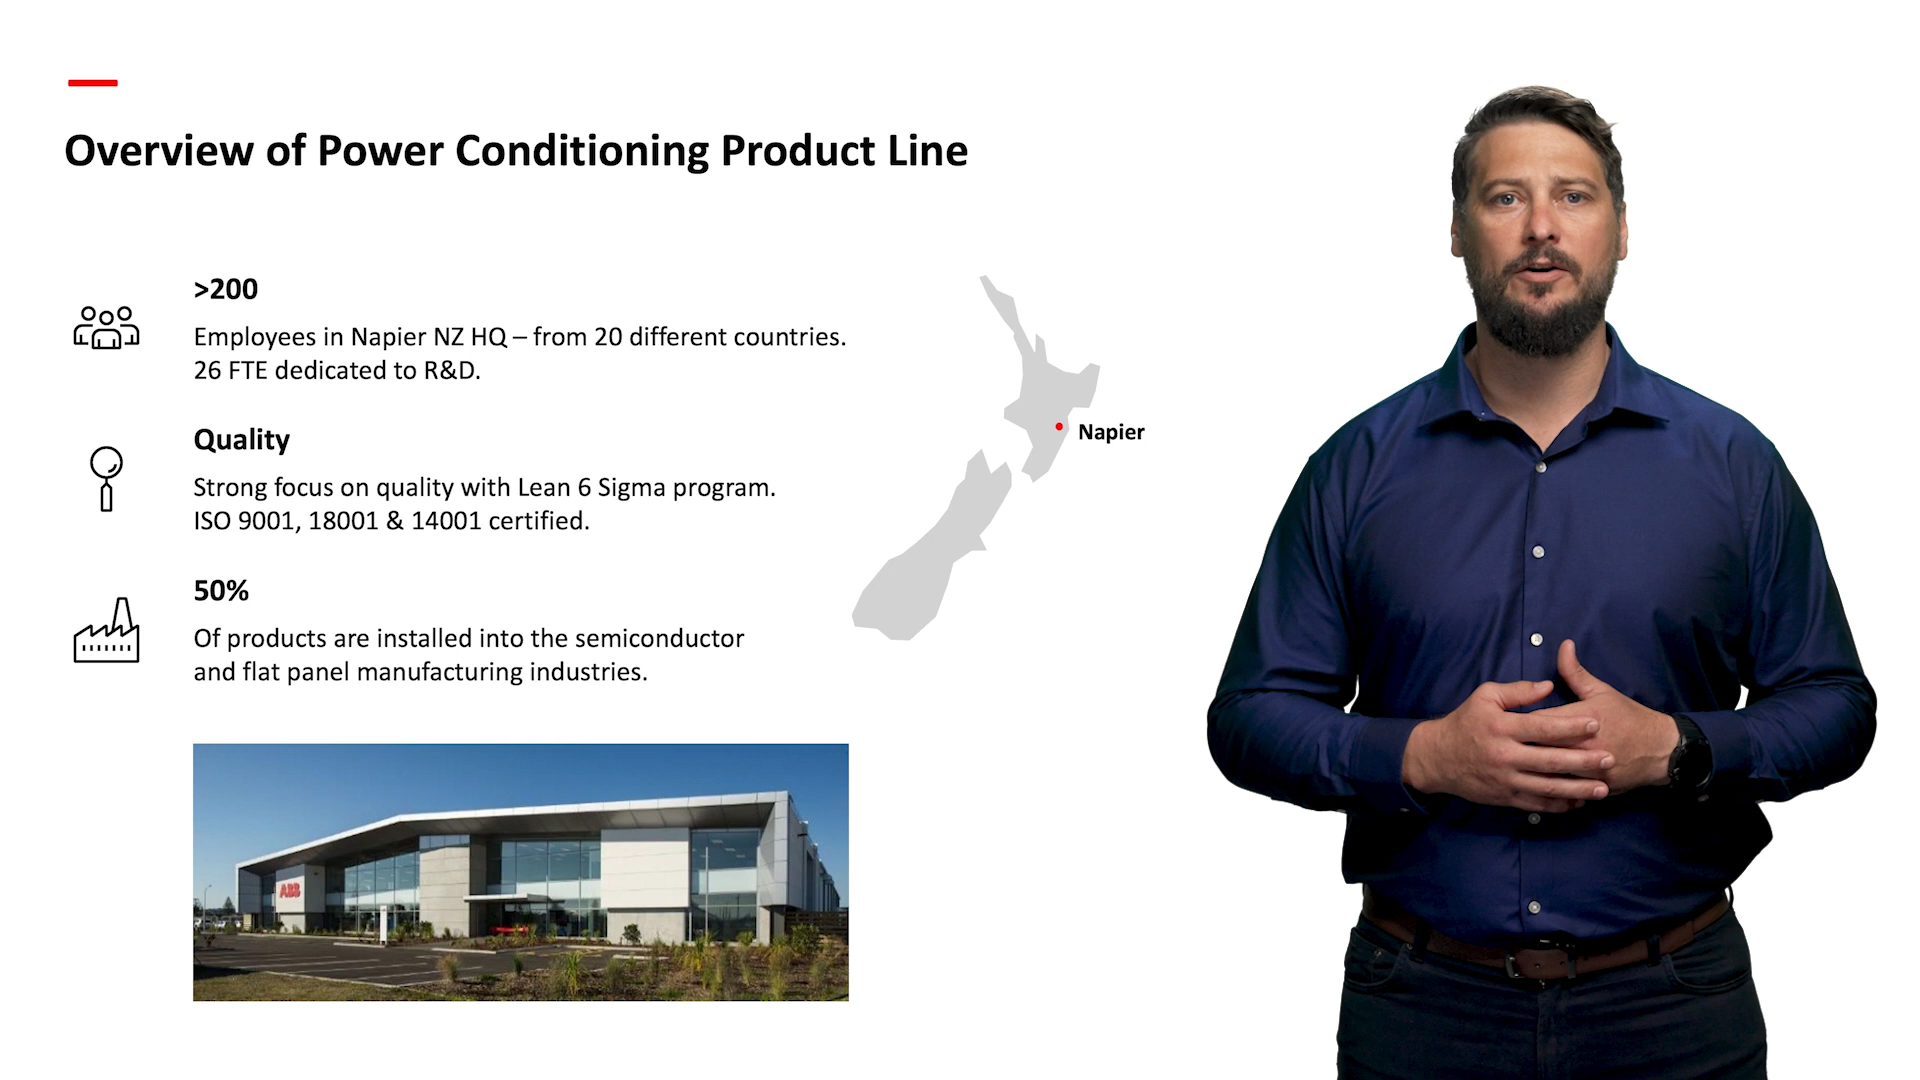 Overview of Power Conditioning Product Line
>200
Employees in Napier NZ HQ – from 20 different countries.
26 FTE dedicated to R&D.
Quality
Strong focus on quality with Lean 6 Sigma program.
ISO 9001, 18001 & 14001 certified.
50%
Of products are installed into the semiconductor
and flat panel manufacturing industries.
Napier
ABB